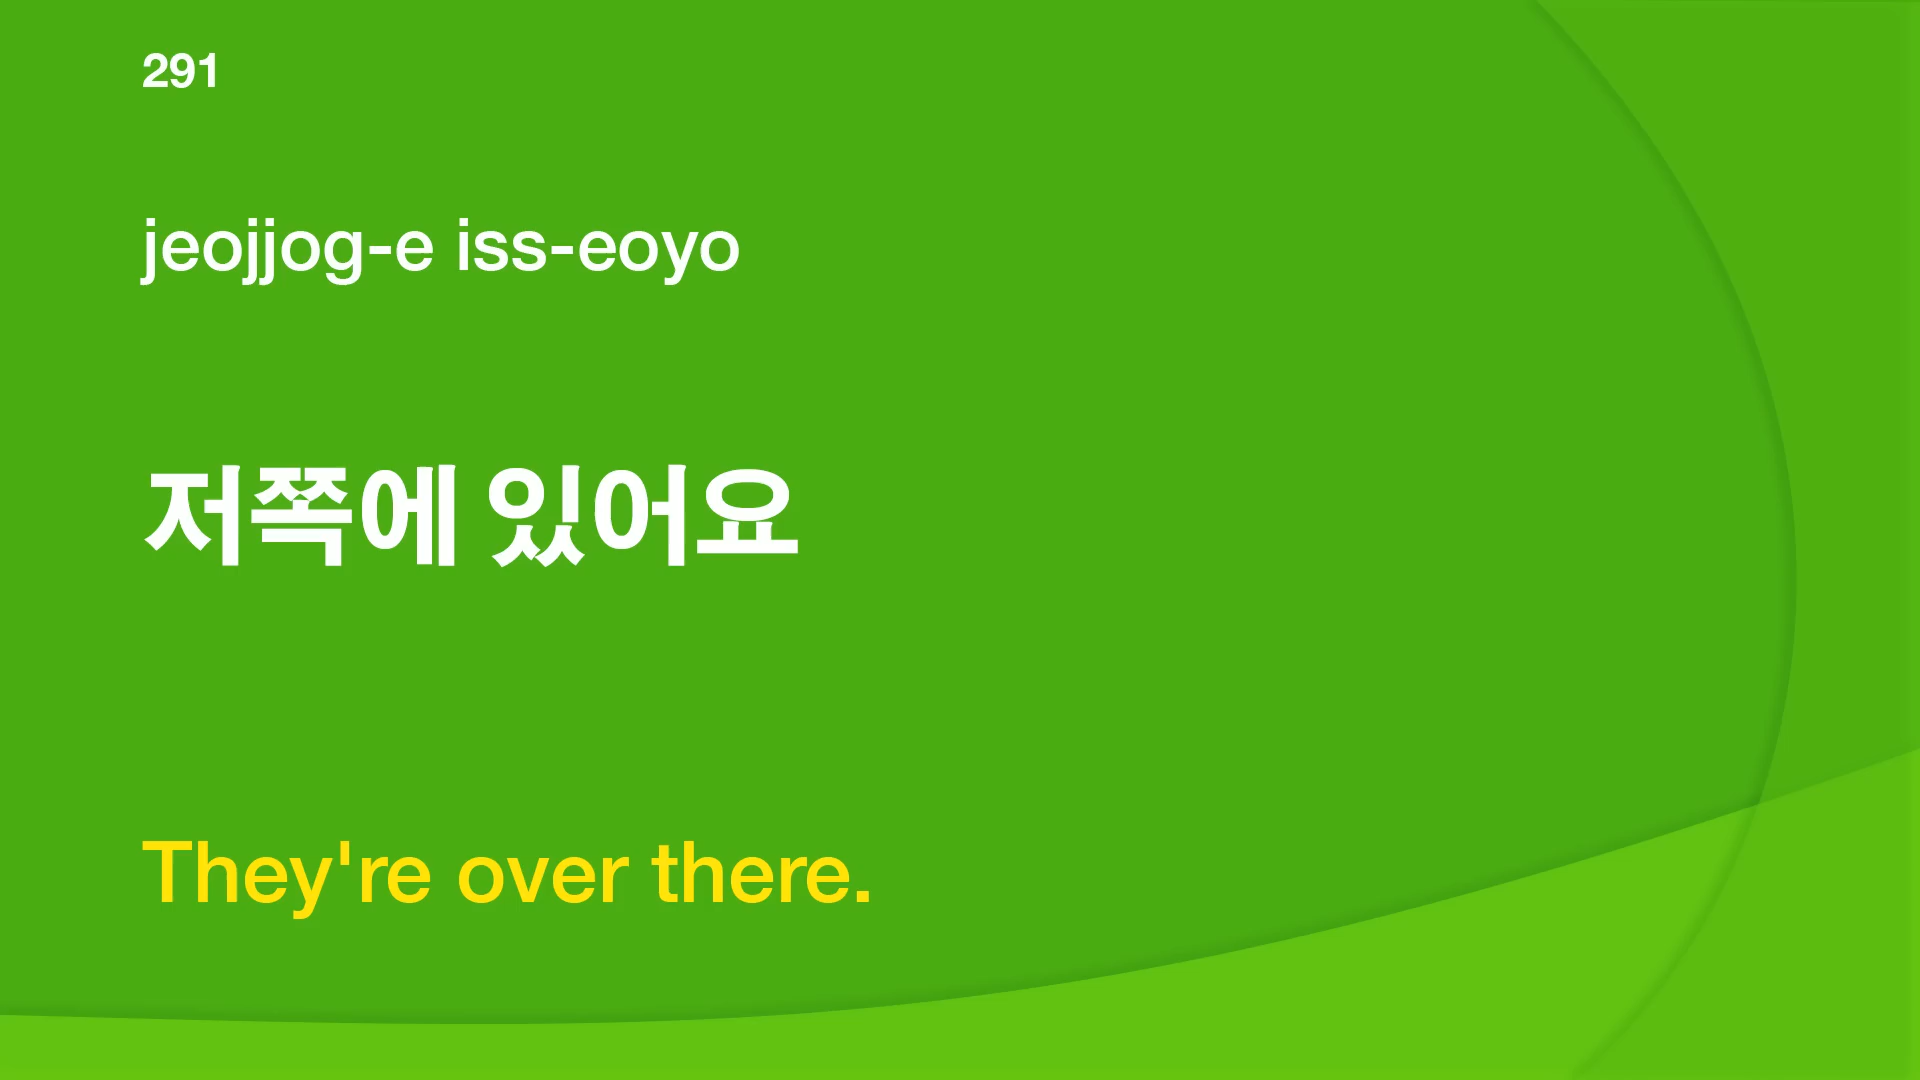 291
jeojjog-e iss-eoyo
저쪽에 있어요
They're over there.